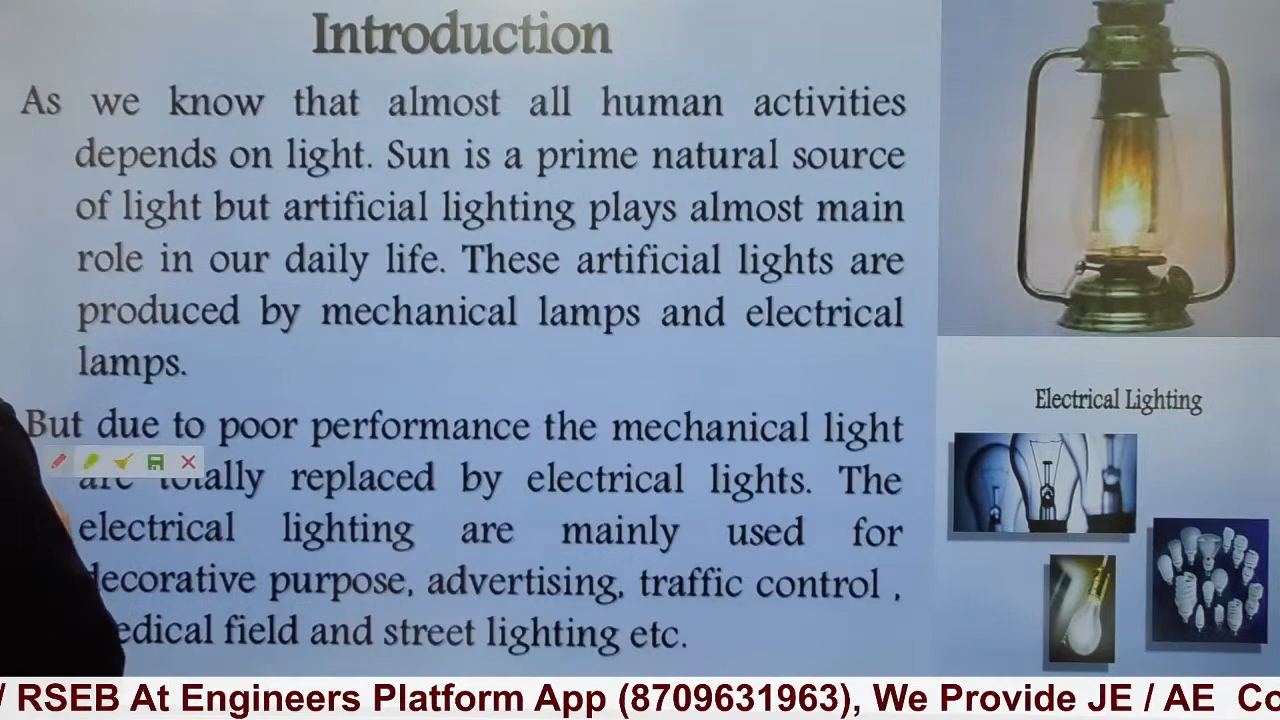 Introduction
As we know that almost all human activities
depends on light. Sun is a prime natural source
of light but artificial lighting plays almost main
role in our daily life. These artificial lights are
produced by mechanical lamps and electrical
lamps.
But due to poor performance the mechanical light
are totally replaced by electrical lights. The
electrical lighting are mainly used for
decorative purpose, advertising, traffic control ,
edical field and street lighting etc.
Electrical Lighting
/ RSEB At Engineers Platform App (8709631963), We Provide JE / AE Co